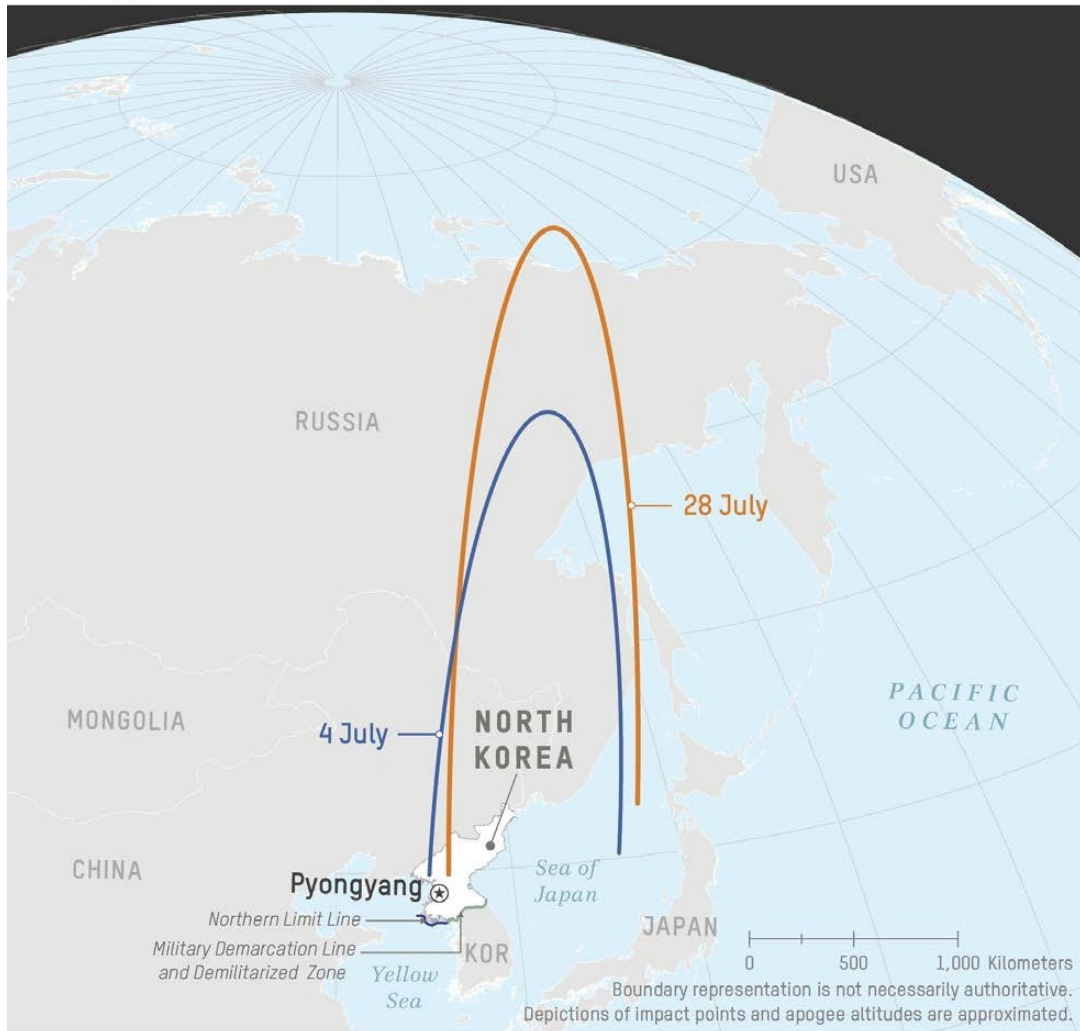 USA
RUSSIA
28 July
PACIFIC
OCEAN
MONGOLIA
4 July
NORTH
KOREA
CHINA
Pyongyang
Sea of
Japan
Northern Limit Line
JAPAN
Military Demarcation Line
and Demilitarized Zone
KOR
Yellow
Sea
0 500 1,000 Kilometers
Boundary representation is not necessarily authoritative.
Depictions of impact points and apogee altitudes are approximated.